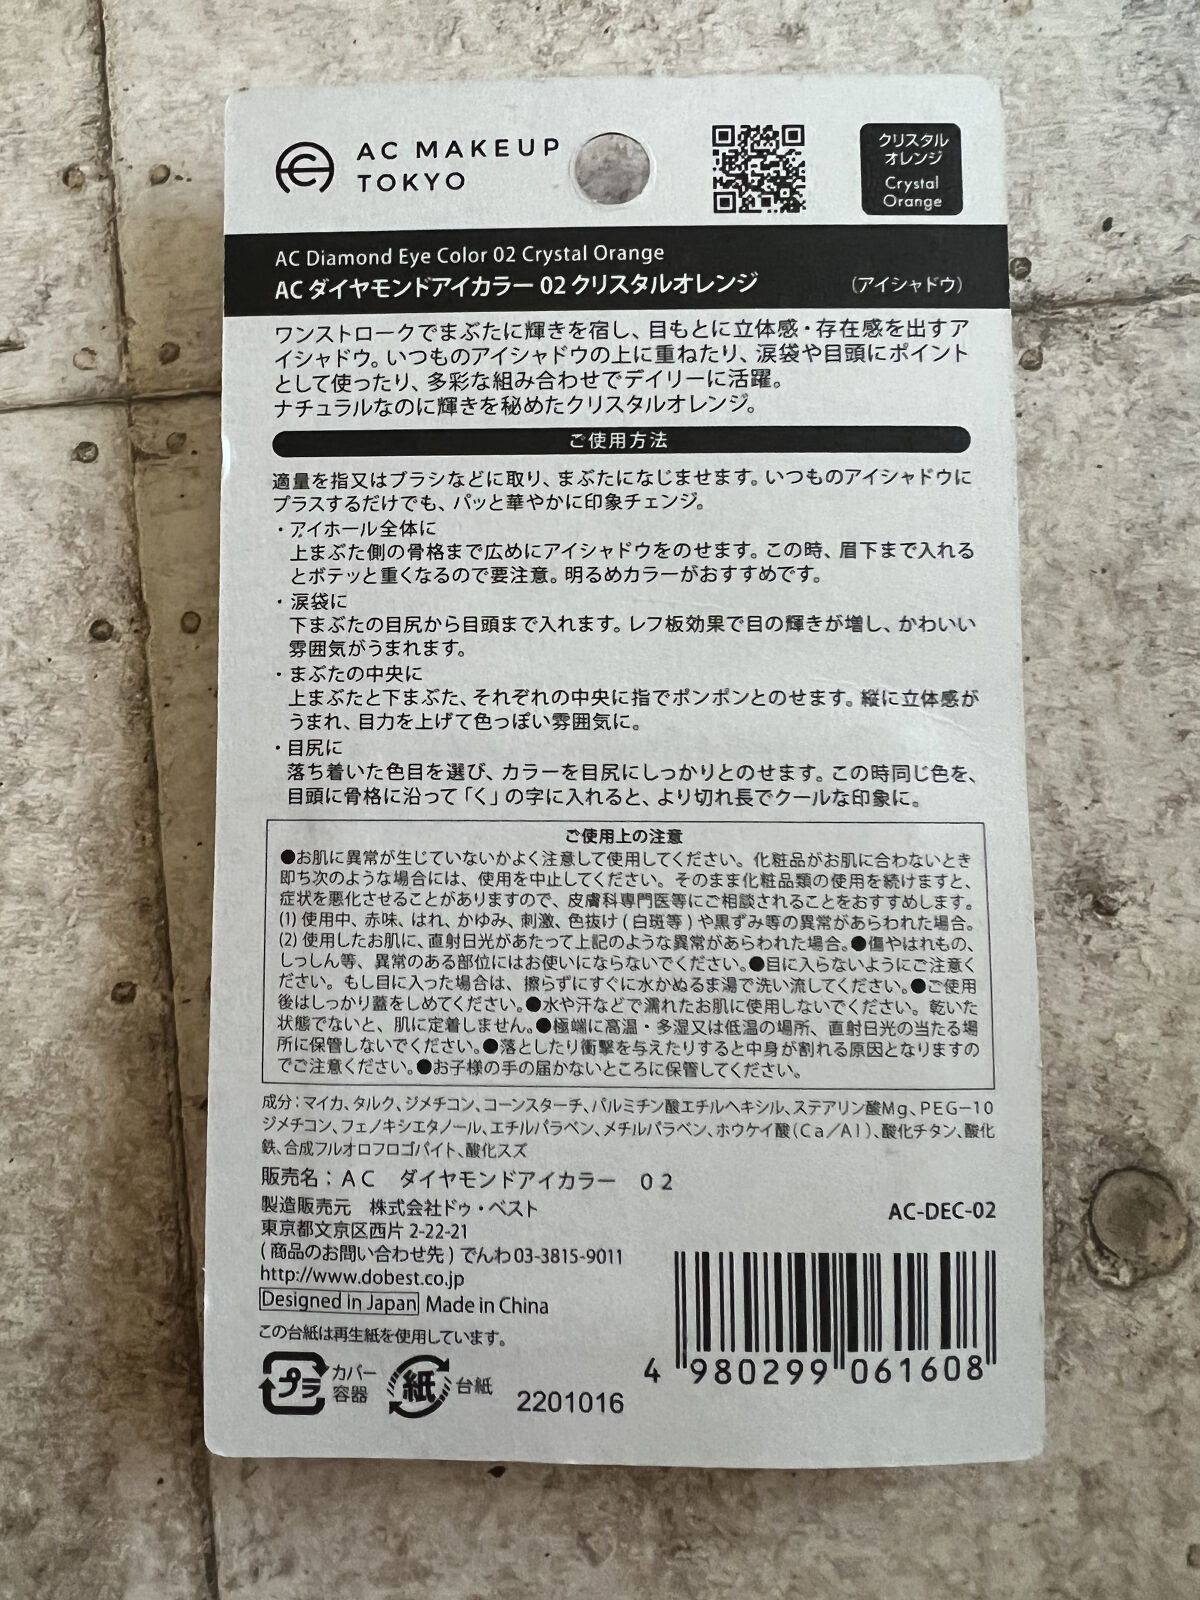 AC MAKEUP
TOKYO
クリスタル
オレンジ
Crystal
Orange
AC Diamond Eye Color 02 Crystal Orange
AC ダイヤモンドアイカラー 02 クリスタルオレンジ （アイシャドウ）
ワンストロークでまぶたに輝きを宿し、目もとに立体感・存在感を出すア
イシャドウ。いつものアイシャドウの上に重ねたり、涙袋や目頭にポイント
として使ったり、多彩な組み合わせでデイリーに活躍。
ナチュラルなのに輝きを秘めたクリスタルオレンジ。
ご使用方法
適量を指又はブラシなどに取り、まぶたになじませます。いつものアイシャドウに
プラスするだけでも、パッと華やかに印象チェンジ。
・アイホール全体に
上まぶた側の骨格まで広めにアイシャドウをのせます。この時、眉下まで入れる
とボテッと重くなるので要注意。明るめカラーがおすすめです。
・涙袋に
下まぶたの目尻から目頭まで入れます。レフ板効果で目の輝きが増し、かわいい
雰囲気がうまれます。
・まぶたの中央に
上まぶたと下まぶた、それぞれの中央に指でポンポンとのせます。縦に立体感が
うまれ、目力を上げて色っぽい雰囲気に。
・目尻に
落ち着いた色目を選び、カラーを目尻にしっかりとのせます。この時同じ色を、
目頭に骨格に沿って「く」の字に入れると、より切れ長でクールな印象に。
ご使用上の注意
●お肌に異常が生じていないかよく注意して使用してください。化粧品がお肌に合わないとき
即ち次のような場合には、使用を中止してください。そのまま化粧品類の使用を続けますと、
症状を悪化させることがありますので、皮膚科専門医等にご相談されることをおすすめします。
(1) 使用中、赤味、はれ、かゆみ、刺激、色抜け(白斑等)や黒ずみ等の異常があらわれた場合。
(2) 使用したお肌に、直射日光があたって上記のような異常があらわれた場合。●傷やはれもの、
しっしん等、異常のある部位にはお使いにならないでください。●目に入らないようにご注意く
ださい。もし目に入った場合は、擦らずにすぐに水かぬるま湯で洗い流してください。●ご使用
後はしっかり蓋をしめてください。●水や汗などで濡れたお肌に使用しないでください。乾いた
状態でないと、肌に定着しません。●極端に高温・多湿又は低温の場所、直射日光の当たる場
所に保管しないでください。●落としたり衝撃を与えたりすると中身が割れる原因となりますの
でご注意ください。●お子様の手の届かないところに保管してください。
成分：マイカ、タルク、ジメチコン、コーンスターチ、パルミチン酸エチルヘキシル、ステアリン酸Mg、PEG－10
ジメチコン、フェノキシエタノール、エチルパラベン、メチルパラベン、ホウケイ酸(Ca／Al)、酸化チタン、酸化
鉄、合成フルオロフロゴパイト、酸化スズ
販売名：ＡＣ　ダイヤモンドアイカラー　０２
製造販売元　株式会社ドゥ・ベスト
AC-DEC-02
東京都文京区西片 2-22-21
(商品のお問い合わせ先) でんわ 03-3815-9011
http://www.dobest.co.jp
Designed in Japan Made in China
この台紙は再生紙を使用しています。
プラ カバー
容器
紙 台紙
2201016
4 980299 061608